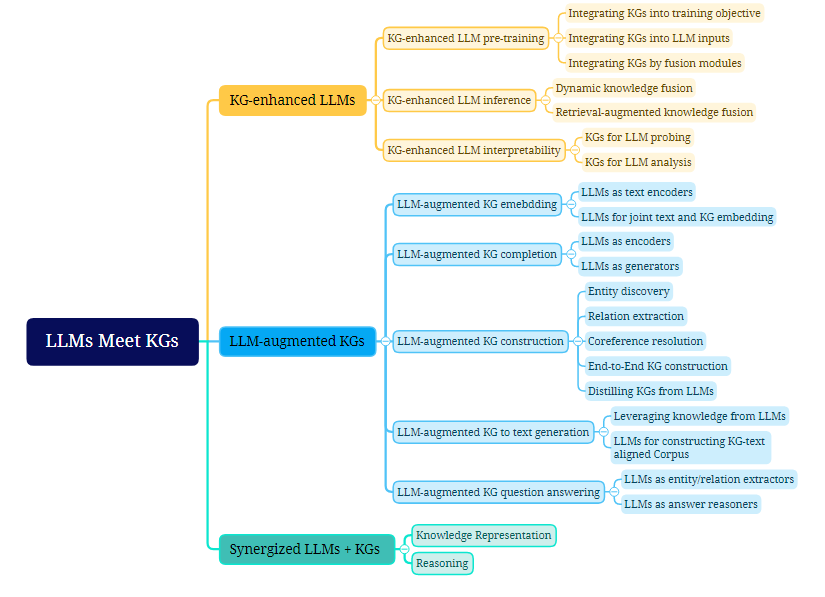 LLMs Meet KGs
KG-enhanced LLMs
KG-enhanced LLM pre-training
Integrating KGs into training objective
Integrating KGs into LLM inputs
Integrating KGs by fusion modules
KG-enhanced LLM inference
Dynamic knowledge fusion
Retrieval-augmented knowledge fusion
KG-enhanced LLM interpretability
KGs for LLM probing
KGs for LLM analysis
LLM-augmented KGs
LLM-augmented KG emebdding
LLMs as text encoders
LLMs for joint text and KG embedding
LLM-augmented KG completion
LLMs as encoders
LLMs as generators
LLM-augmented KG construction
Entity discovery
Relation extraction
Coreference resolution
End-to-End KG construction
Distilling KGs from LLMs
LLM-augmented KG to text generation
Leveraging knowledge from LLMs
LLMs for constructing KG-text
aligned Corpus
LLM-augmented KG question answering
LLMs as entity/relation extractors
LLMs as answer reasoners
Synergized LLMs + KGs
Knowledge Representation
Reasoning